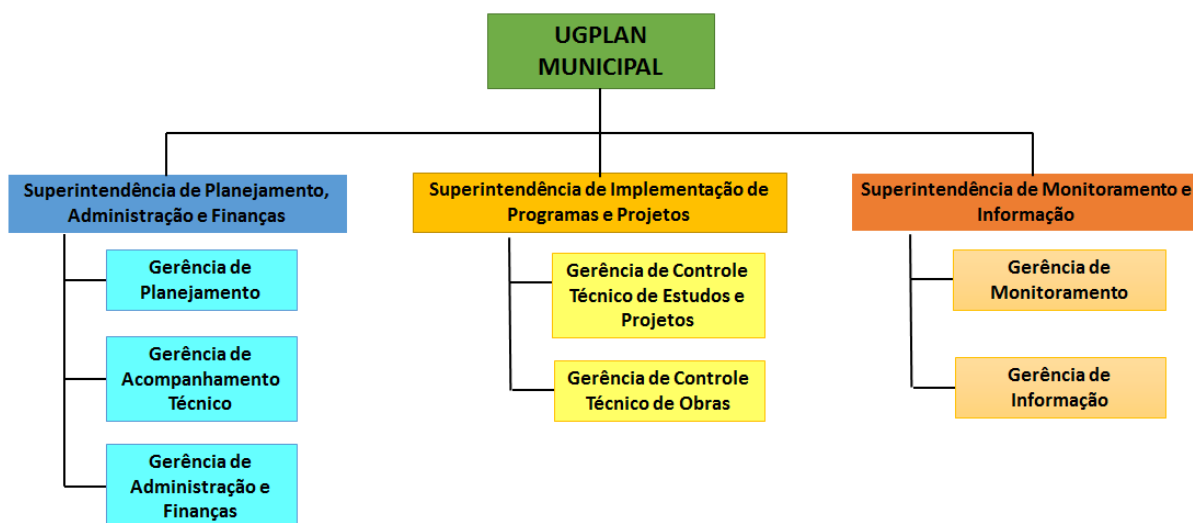 UGPLAN
MUNICIPAL
Superintendência de Planejamento,
Administração e Finanças
Gerência de
Planejamento
Gerência de
Acompanhamento
Técnico
Gerência de
Administração e
Finanças
Superintendência de Implementação de
Programas e Projetos
Gerência de Controle
Técnico de Estudos e
Projetos
Gerência de Controle
Técnico de Obras
Superintendência de Monitoramento e
Informação
Gerência de
Monitoramento
Gerência de
Informação